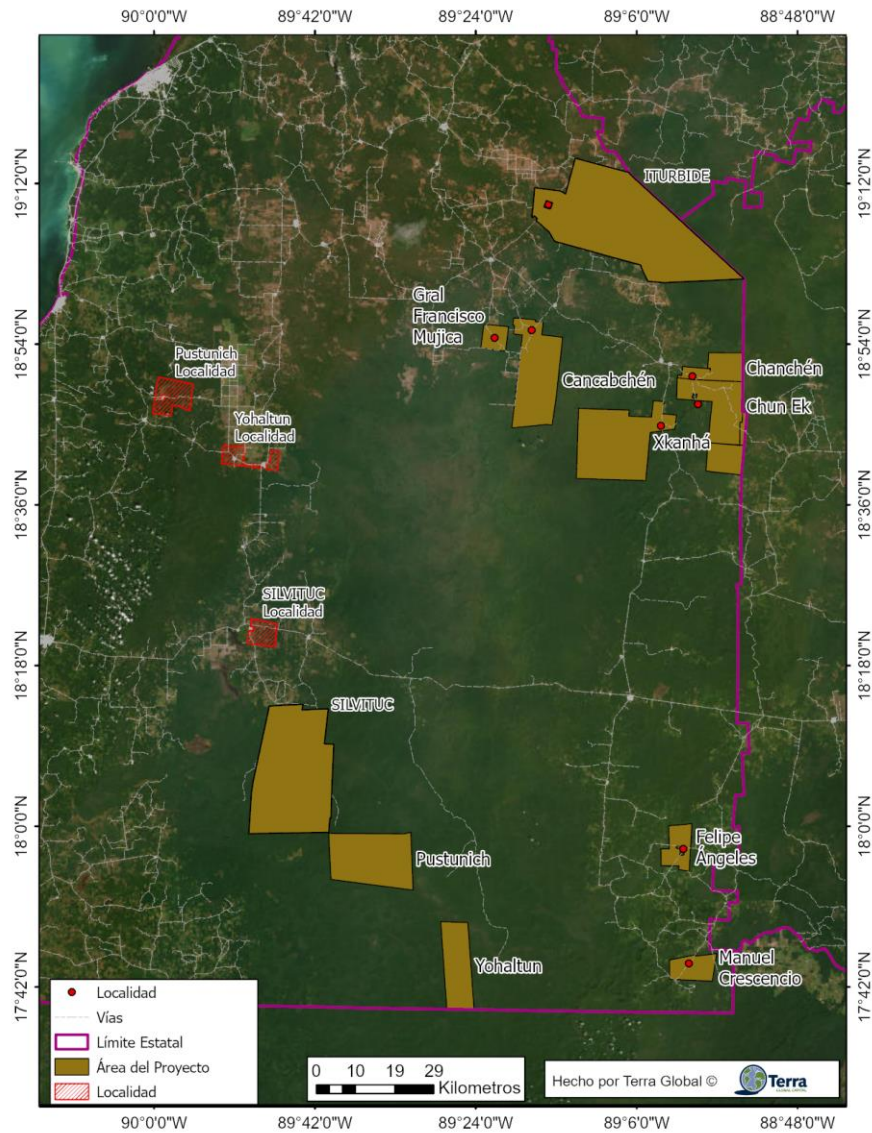 90°0'0"W
89°42'0"W
89°24'0"W
89°6'0"W
88°48'0"W
19°12'0"N
19°12'0"N
ITURBIDE
Gral
Francisco
Mujica
18°54'0"N
18°54'0"N
Pustunich
Localidad
Cancabchén
Chanchén
Chun Ek
Yohaltun
Localidad
Xkanhá
18°36'0"N
18°36'0"N
SILVITUC
Localidad
18°18'0"N
18°18'0"N
SILVITUC
18°0'0"N
18°0'0"N
Felipe
Ángeles
Pustunich
Yohaltun
Manuel
Crescencio
17°42'0"N
17°42'0"N
Localidad
Vías
Límite Estatal
Área del Proyecto
Localidad
0 5 10 19 29
Kilometros
Hecho por Terra Global ©
Terra
GLOBAL CAPITAL
90°0'0"W
89°42'0"W
89°24'0"W
89°6'0"W
88°48'0"W